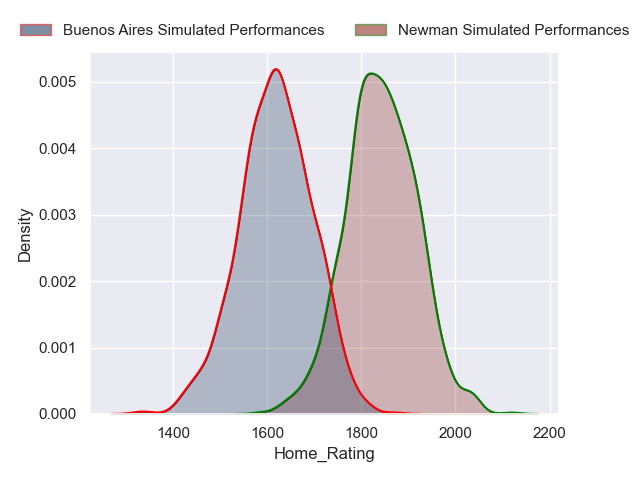 Buenos Aires Simulated Performances Newman Simulated Performances
0.005
0.004
0.003
0.002
0.001
0.000
Density
1400 1600 1800 2000 2200
Home_Rating